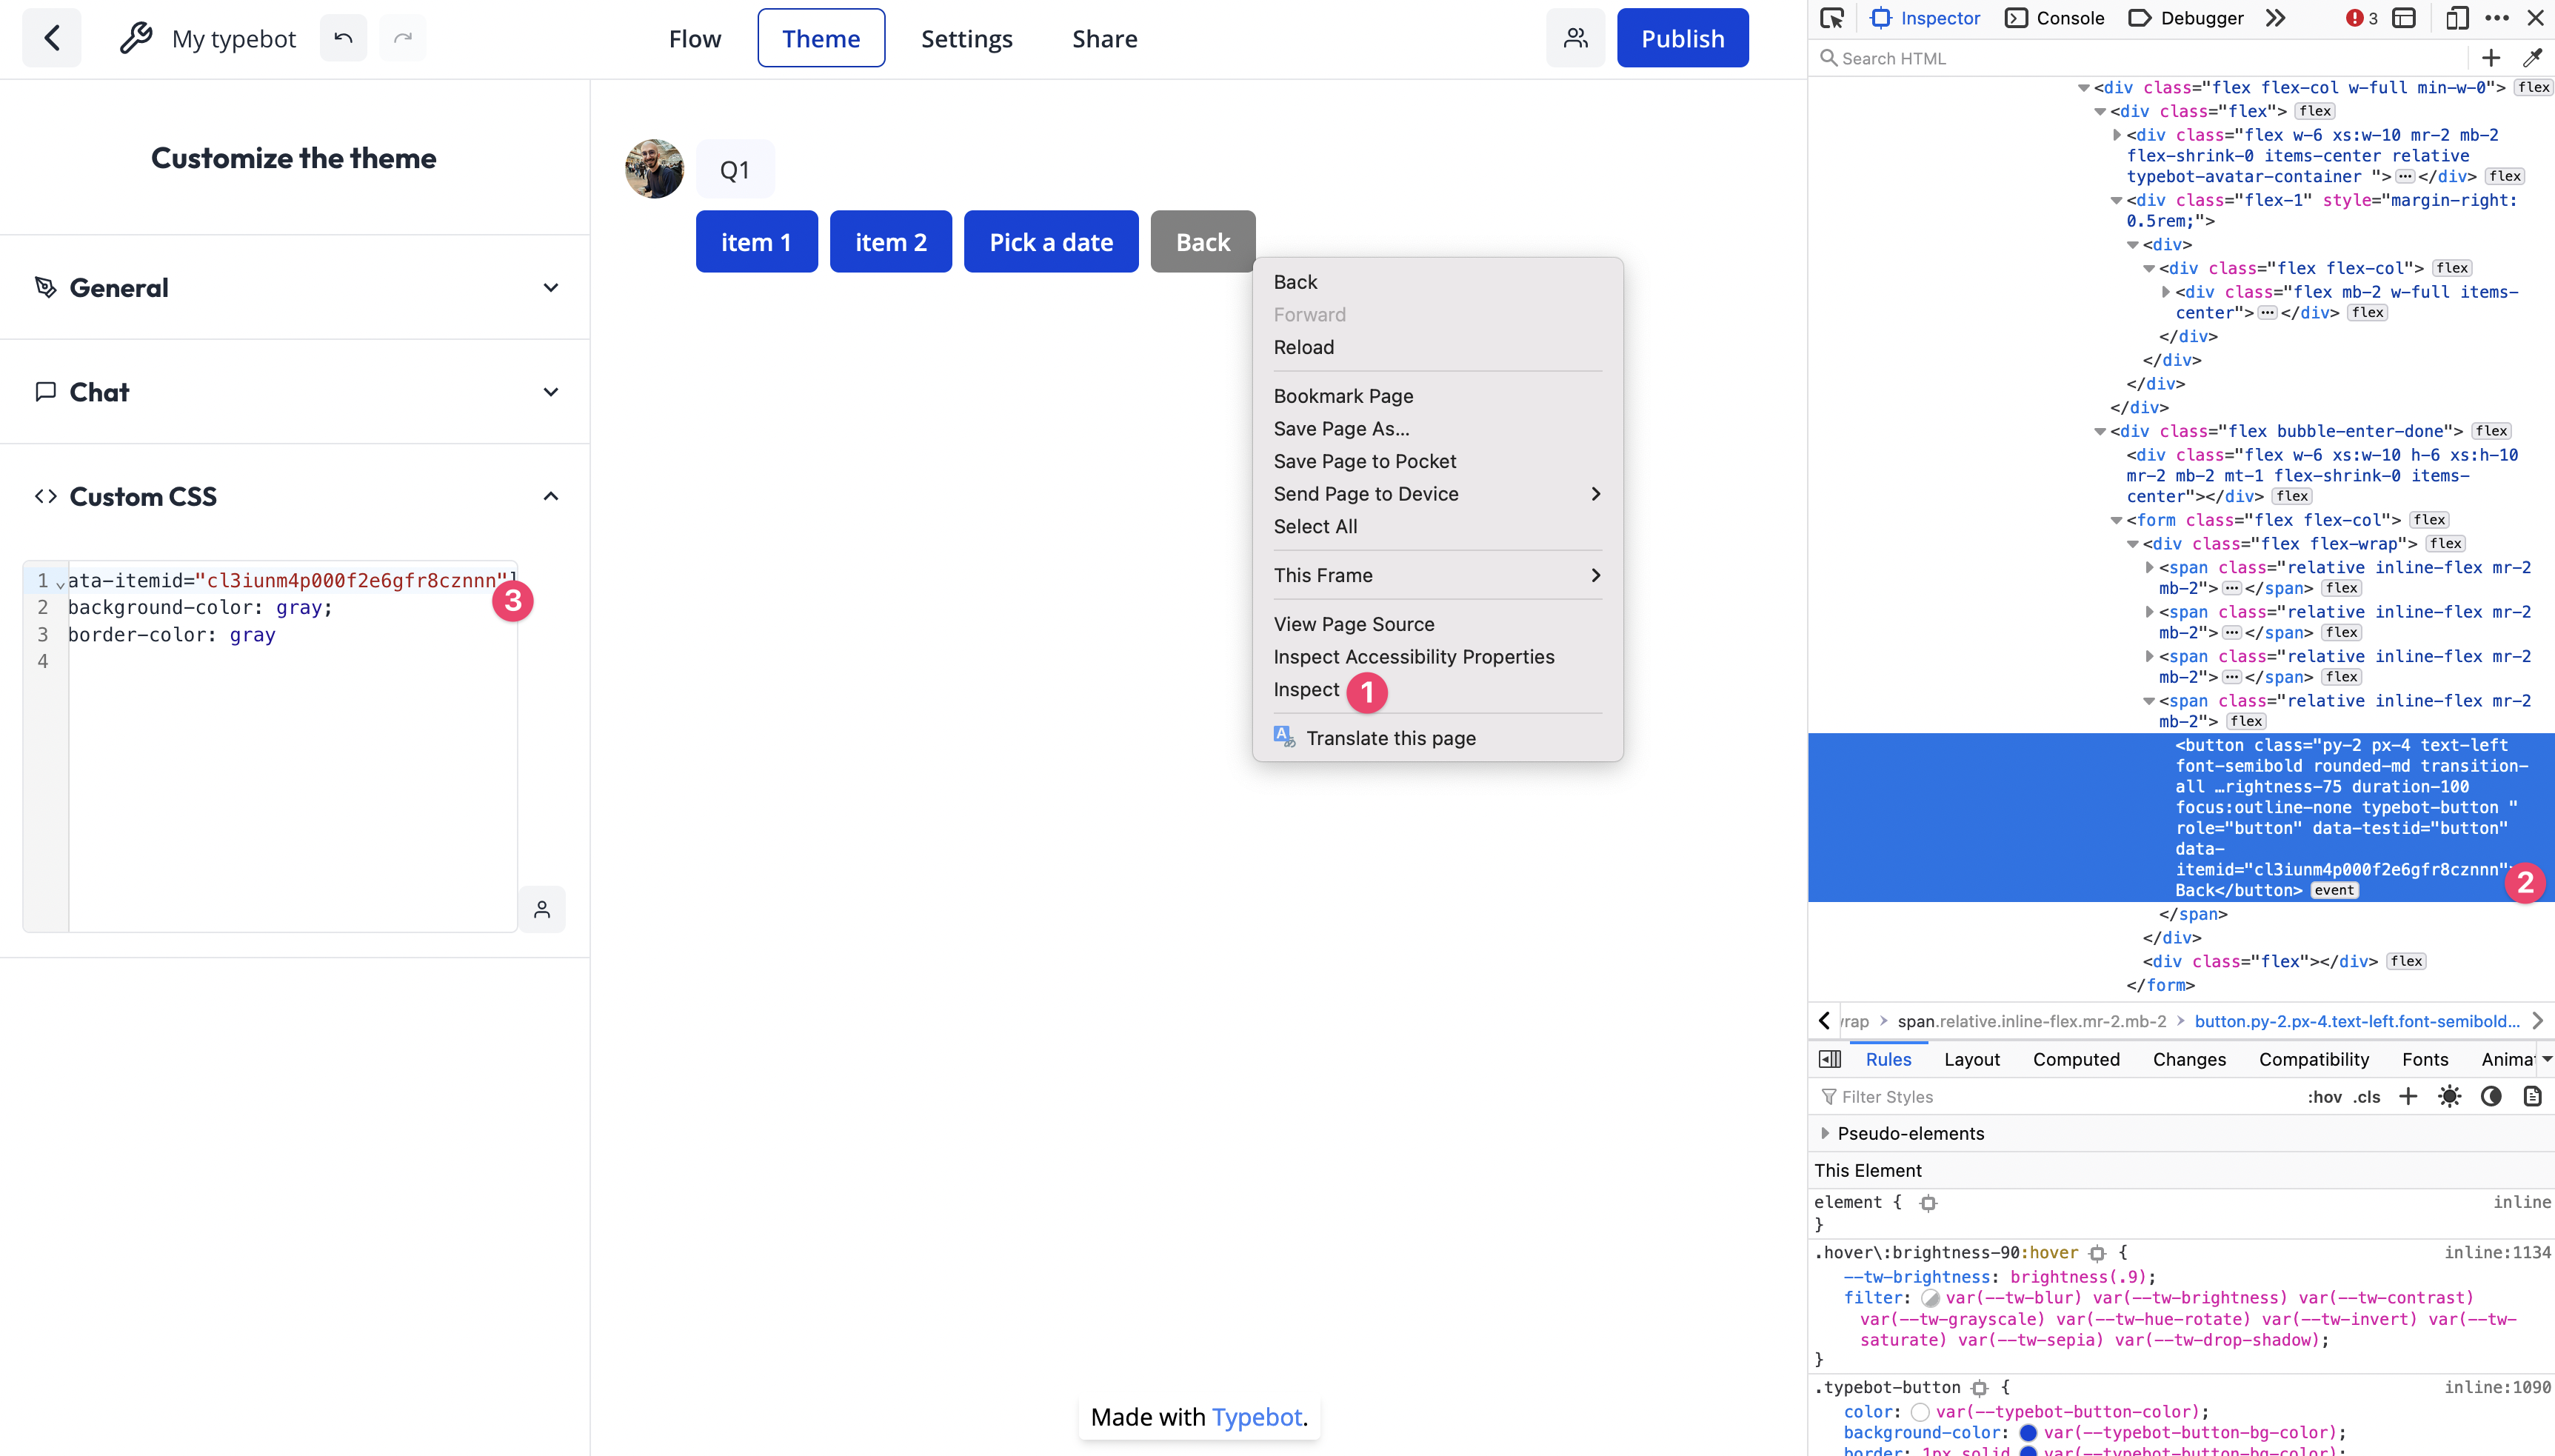 My typebot
Flow
Theme
Settings
Share
Publish
Customize the theme
General
Chat
Custom CSS
1 ata-itemid="cl3iunm4p000f2e6gfr8cznnn"]
2 background-color: gray;
3 border-color: gray
4
3
Q1
item 1
item 2
Pick a date
Back
Back
Forward
Reload
Bookmark Page
Save Page As...
Save Page to Pocket
Send Page to Device
Select All
This Frame
View Page Source
Inspect Accessibility Properties
Inspect 1
Translate this page
Made with Typebot.
Inspector
Console
Debugger
3
Search HTML
<div class="flex flex-col w-full min-w-0"> flex
<div class="flex"> flex
<div class="flex w-6 xs:w-10 mr-2 mb-2
flex-shrink-0 items-center relative
typebot-avatar-container "> ... </div> flex
<div class="flex-1" style="margin-right:
0.5rem;">
<div>
<div class="flex flex-col"> flex
<div class="flex mb-2 w-full items-
center"> ... </div> flex
</div>
</div>
</div>
</div>
<div class="flex bubble-enter-done"> flex
<div class="flex w-6 xs:w-10 h-6 xs:h-10
mr-2 mb-2 mt-1 flex-shrink-0 items-
center"></div> flex
<form class="flex flex-col"> flex
<div class="flex flex-wrap"> flex
<span class="relative inline-flex mr-2
mb-2"> ... </span> flex
<span class="relative inline-flex mr-2
mb-2"> ... </span> flex
<span class="relative inline-flex mr-2
mb-2"> ... </span> flex
<span class="relative inline-flex mr-2
mb-2"> flex
<button class="py-2 px-4 text-left
font-semibold rounded-md transition-
all …rightness-75 duration-100
focus:outline-none typebot-button "
role="button" data-testid="button"
data-
itemid="cl3iunm4p000f2e6gfr8cznnn">
Back</button> event
2
</span>
</div>
<div class="flex"></div> flex
</form>
rap > span.relative.inline-flex.mr-2.mb-2 > button.py-2.px-4.text-left.font-semibold...
Rules
Layout
Computed
Changes
Compatibility
Fonts
Anima
Filter Styles
:hov .cls
Pseudo-elements
This Element
element { inline
}
.hover\:brightness-90:hover { inline:1134
--tw-brightness: brightness(.9);
filter: var(--tw-blur) var(--tw-brightness) var(--tw-contrast)
var(--tw-grayscale) var(--tw-hue-rotate) var(--tw-invert) var(--tw-
saturate) var(--tw-sepia) var(--tw-drop-shadow);
}
.typebot-button { inline:1090
color: var(--typebot-button-color);
background-color: var(--typebot-button-bg-color);
border: 1px solid var(--typebot-button-bg-color);